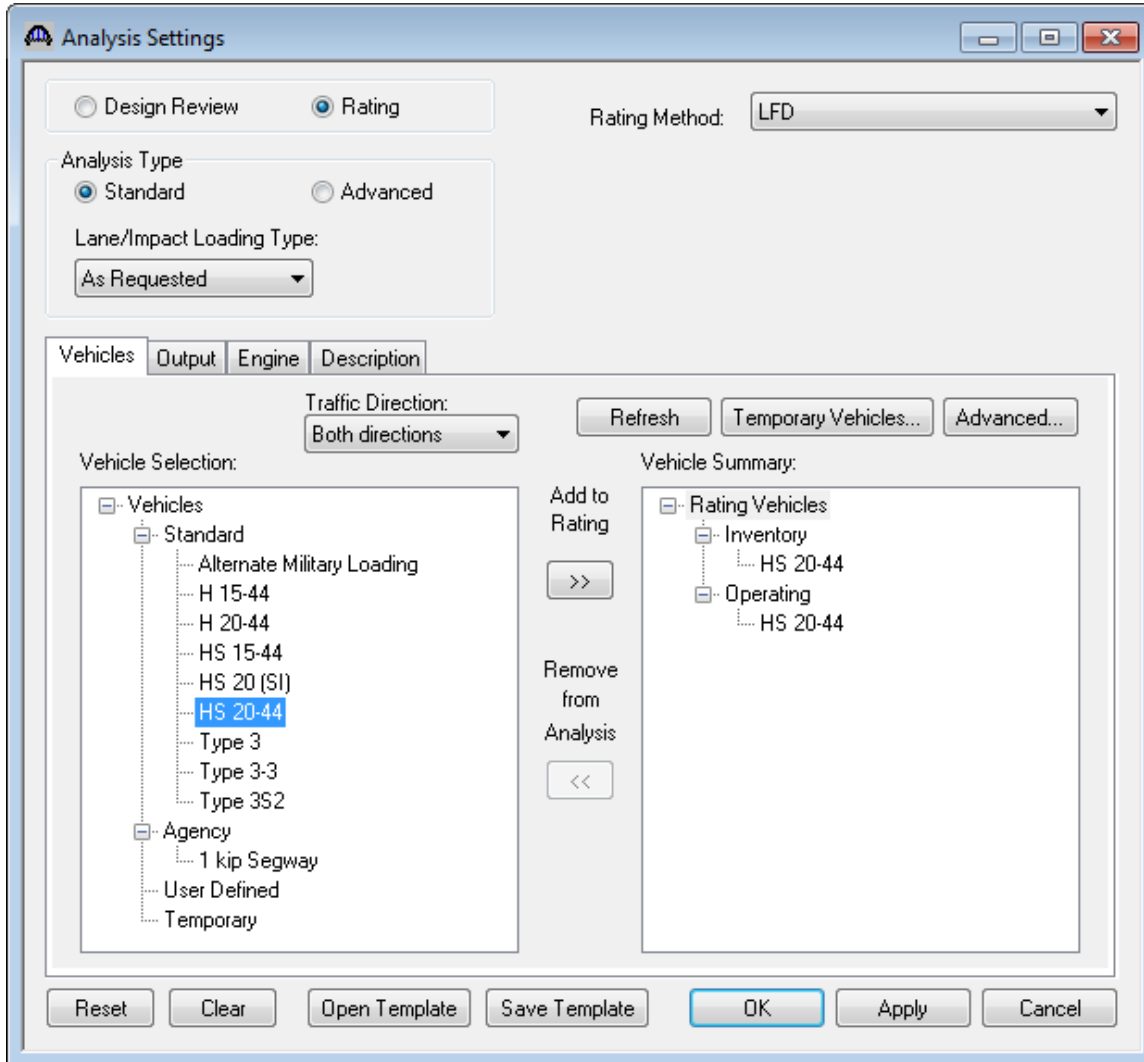 Analysis Settings
Design Review
Rating
Rating Method:
LFD
Analysis Type
Standard
Advanced
Lane/Impact Loading Type:
As Requested
Vehicles
Output
Engine
Description
Traffic Direction:
Both directions
Refresh
Temporary Vehicles...
Advanced...
Vehicle Selection:
Vehicles
Standard
Alternate Military Loading
H 15-44
H 20-44
HS 15-44
HS 20 (SI)
HS 20-44
Type 3
Type 3-3
Type 3S2
Agency
1 kip Segway
User Defined
Temporary
Add to
Rating
>>
Remove
from
Analysis
<<
Vehicle Summary:
Rating Vehicles
Inventory
HS 20-44
Operating
HS 20-44
Reset
Clear
Open Template
Save Template
OK
Apply
Cancel